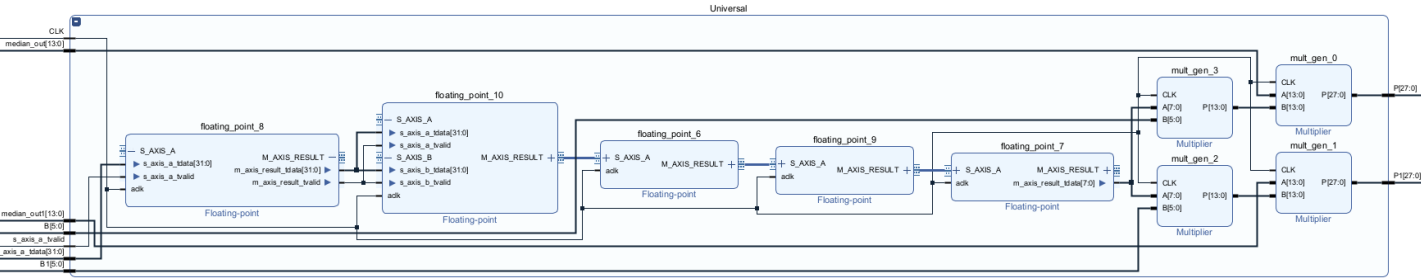 Universal
CLK
median_out[13:0]
median_out1[13:0]
B[5:0]
s_axis_a_tvalid
_axis_a_tdata[31:0]
B1[5:0]
floating_point_8
S_AXIS_A
s_axis_a_tdata[31:0]
s_axis_a_tvalid
aclk
M_AXIS_RESULT
m_axis_result_tdata[31:0]
m_axis_result_tvalid
Floating-point
floating_point_10
S_AXIS_A
s_axis_a_tdata[31:0]
s_axis_a_tvalid
S_AXIS_B
s_axis_b_tdata[31:0]
s_axis_b_tvalid
aclk
M_AXIS_RESULT
Floating-point
floating_point_6
S_AXIS_A
aclk
M_AXIS_RESULT
Floating-point
floating_point_9
S_AXIS_A
aclk
M_AXIS_RESULT
Floating-point
floating_point_7
S_AXIS_A
aclk
M_AXIS_RESULT
m_axis_result_tdata[7:0]
Floating-point
mult_gen_3
CLK
A[7:0]
B[5:0]
P[13:0]
Multiplier
mult_gen_2
CLK
A[7:0]
B[5:0]
P[13:0]
Multiplier
mult_gen_0
CLK
A[13:0]
B[13:0]
P[27:0]
Multiplier
mult_gen_1
CLK
A[13:0]
B[13:0]
P[27:0]
Multiplier
P[27:0]
P1[27:0]